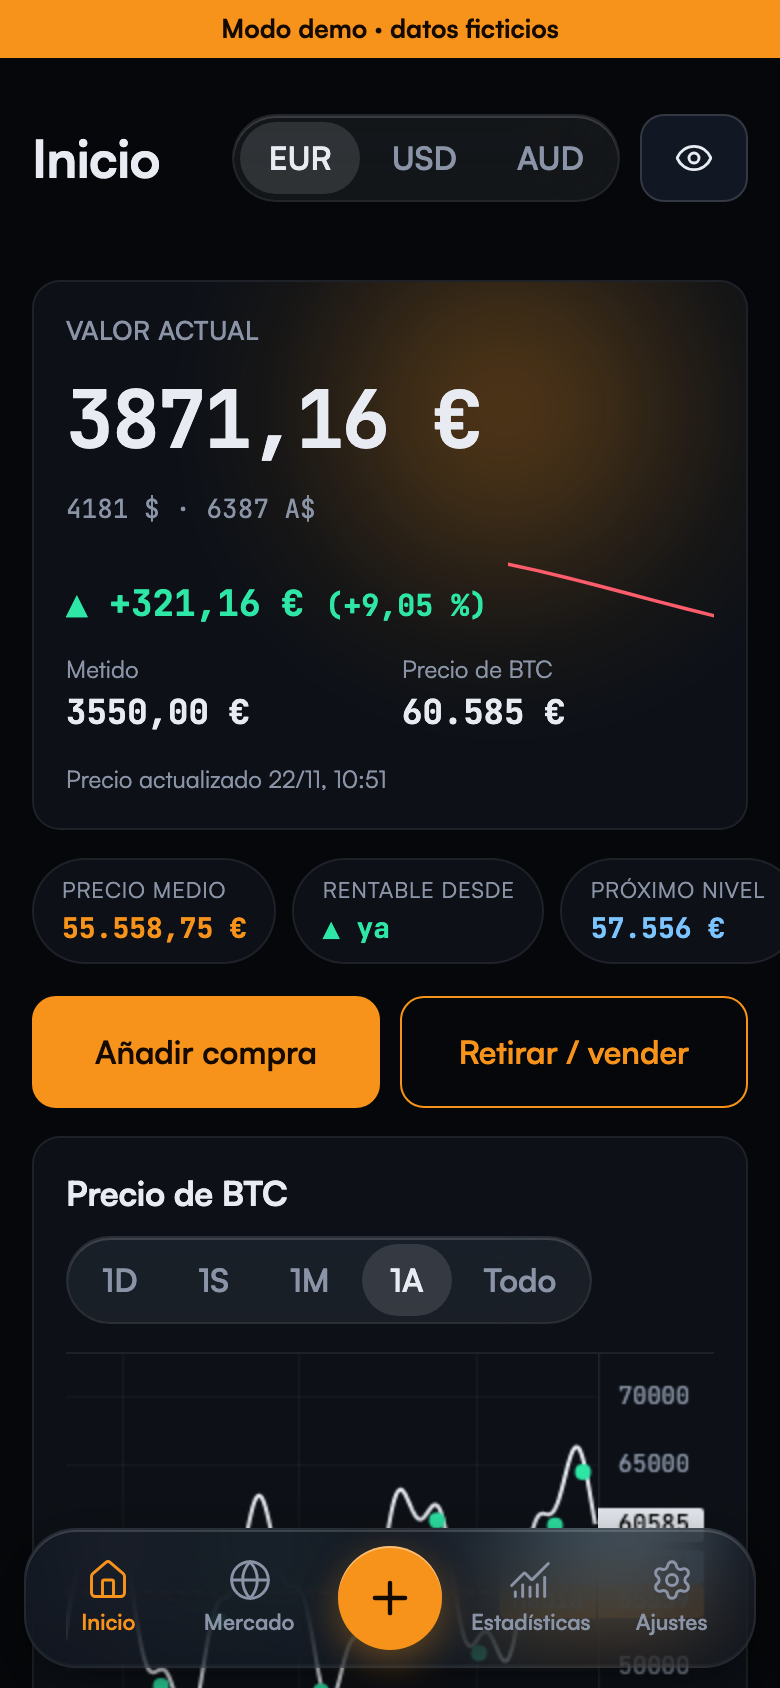 Modo demo · datos ficticios
Inicio
EUR USD AUD
VALOR ACTUAL
3871,16 €
4181 $ · 6387 A$
▲ +321,16 € (+9,05 %)
Metido Precio de BTC
3550,00 € 60.585 €
Precio actualizado 22/11, 10:51
PRECIO MEDIO RENTABLE DESDE PRÓXIMO NIVEL
55.558,75 € ▲ ya 57.556 €
Añadir compra Retirar / vender
Precio de BTC
1D 1S 1M 1A Todo
70000
65000
60585
Inicio Mercado + Estadísticas Ajustes
50000